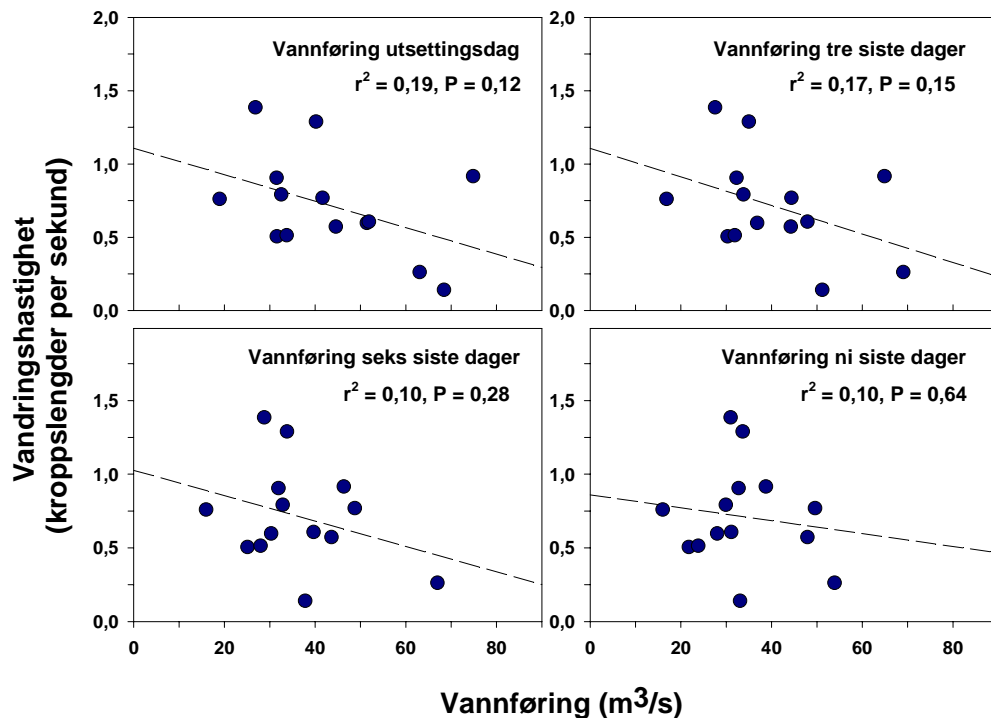 Vandringshastighet
(kroppslengder per sekund)
2,0
1,5
1,0
0,5
0,0
Vannføring utsettingsdag
r² = 0,19, P = 0,12
2,0
1,5
1,0
0,5
0,0
Vannføring tre siste dager
r² = 0,17, P = 0,15
1,5
1,0
0,5
0,0
Vannføring seks siste dager
r² = 0,10, P = 0,28
0 20 40 60 80
1,5
1,0
0,5
0,0
Vannføring ni siste dager
r² = 0,10, P = 0,64
0 20 40 60 80
Vannføring (m³/s)